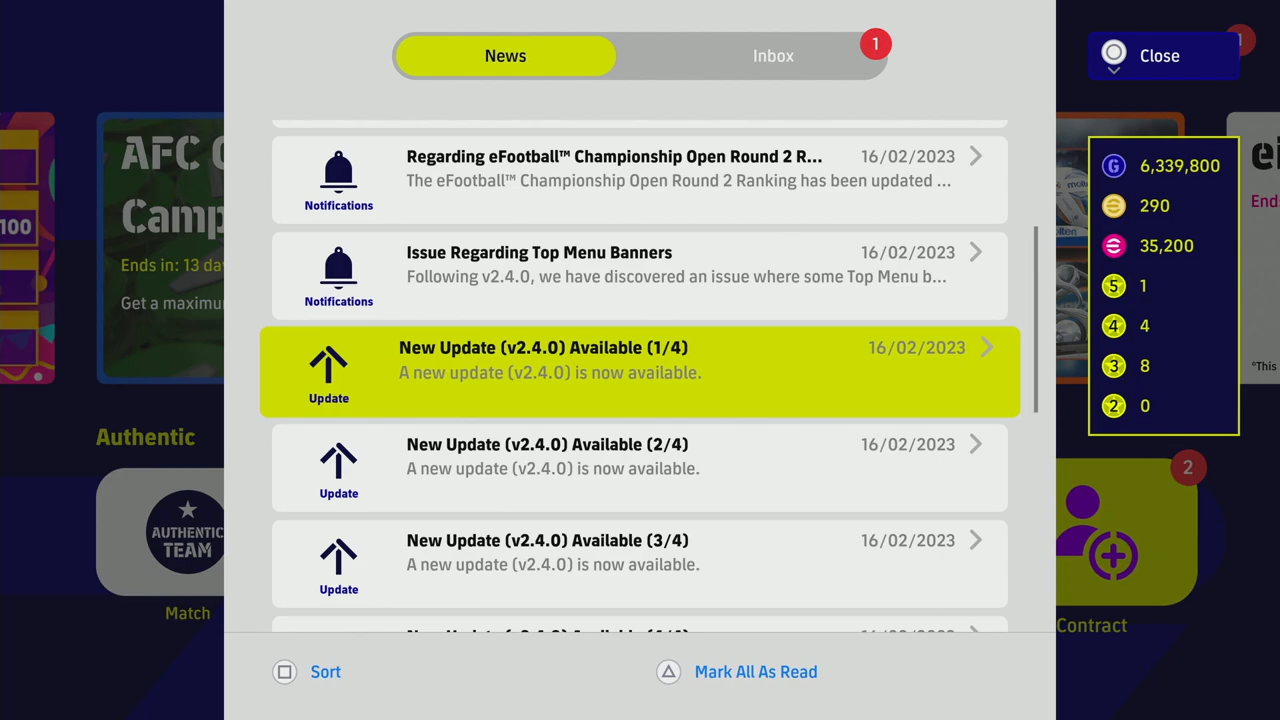 News
Inbox
1
Close
Regarding eFootball™ Championship Open Round 2 R...
16/02/2023
The eFootball™ Championship Open Round 2 Ranking has been updated ...
Notifications
Issue Regarding Top Menu Banners
16/02/2023
Following v2.4.0, we have discovered an issue where some Top Menu b...
Notifications
New Update (v2.4.0) Available (1/4)
16/02/2023
A new update (v2.4.0) is now available.
Update
New Update (v2.4.0) Available (2/4)
16/02/2023
A new update (v2.4.0) is now available.
Update
New Update (v2.4.0) Available (3/4)
16/02/2023
A new update (v2.4.0) is now available.
Update
Sort
Mark All As Read
100
AFC
Camp
Ends in: 13 da
Get a maximu
Authentic
AUTHENTIC
TEAM
Match
G 6,339,800
290
35,200
5 1
4 4
3 8
2 0
molten
End
*This
2
Contract